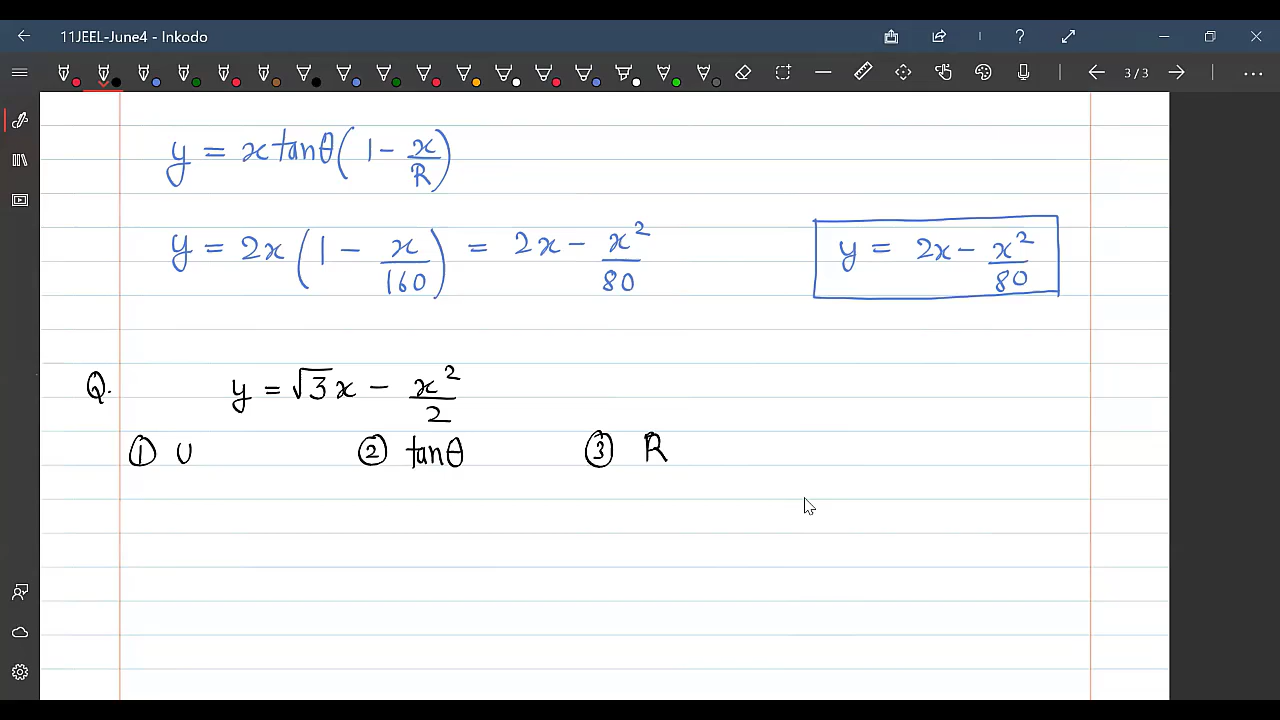 11JEEL-June4 - Inkodo
3/3
y = x tanθ ( 1 - x/R )
y = 2x ( 1 - x/160 ) = 2x - x²/80
y = 2x - x²/80
Q. y = √3x - x²/2
① U ② tanθ ③ R